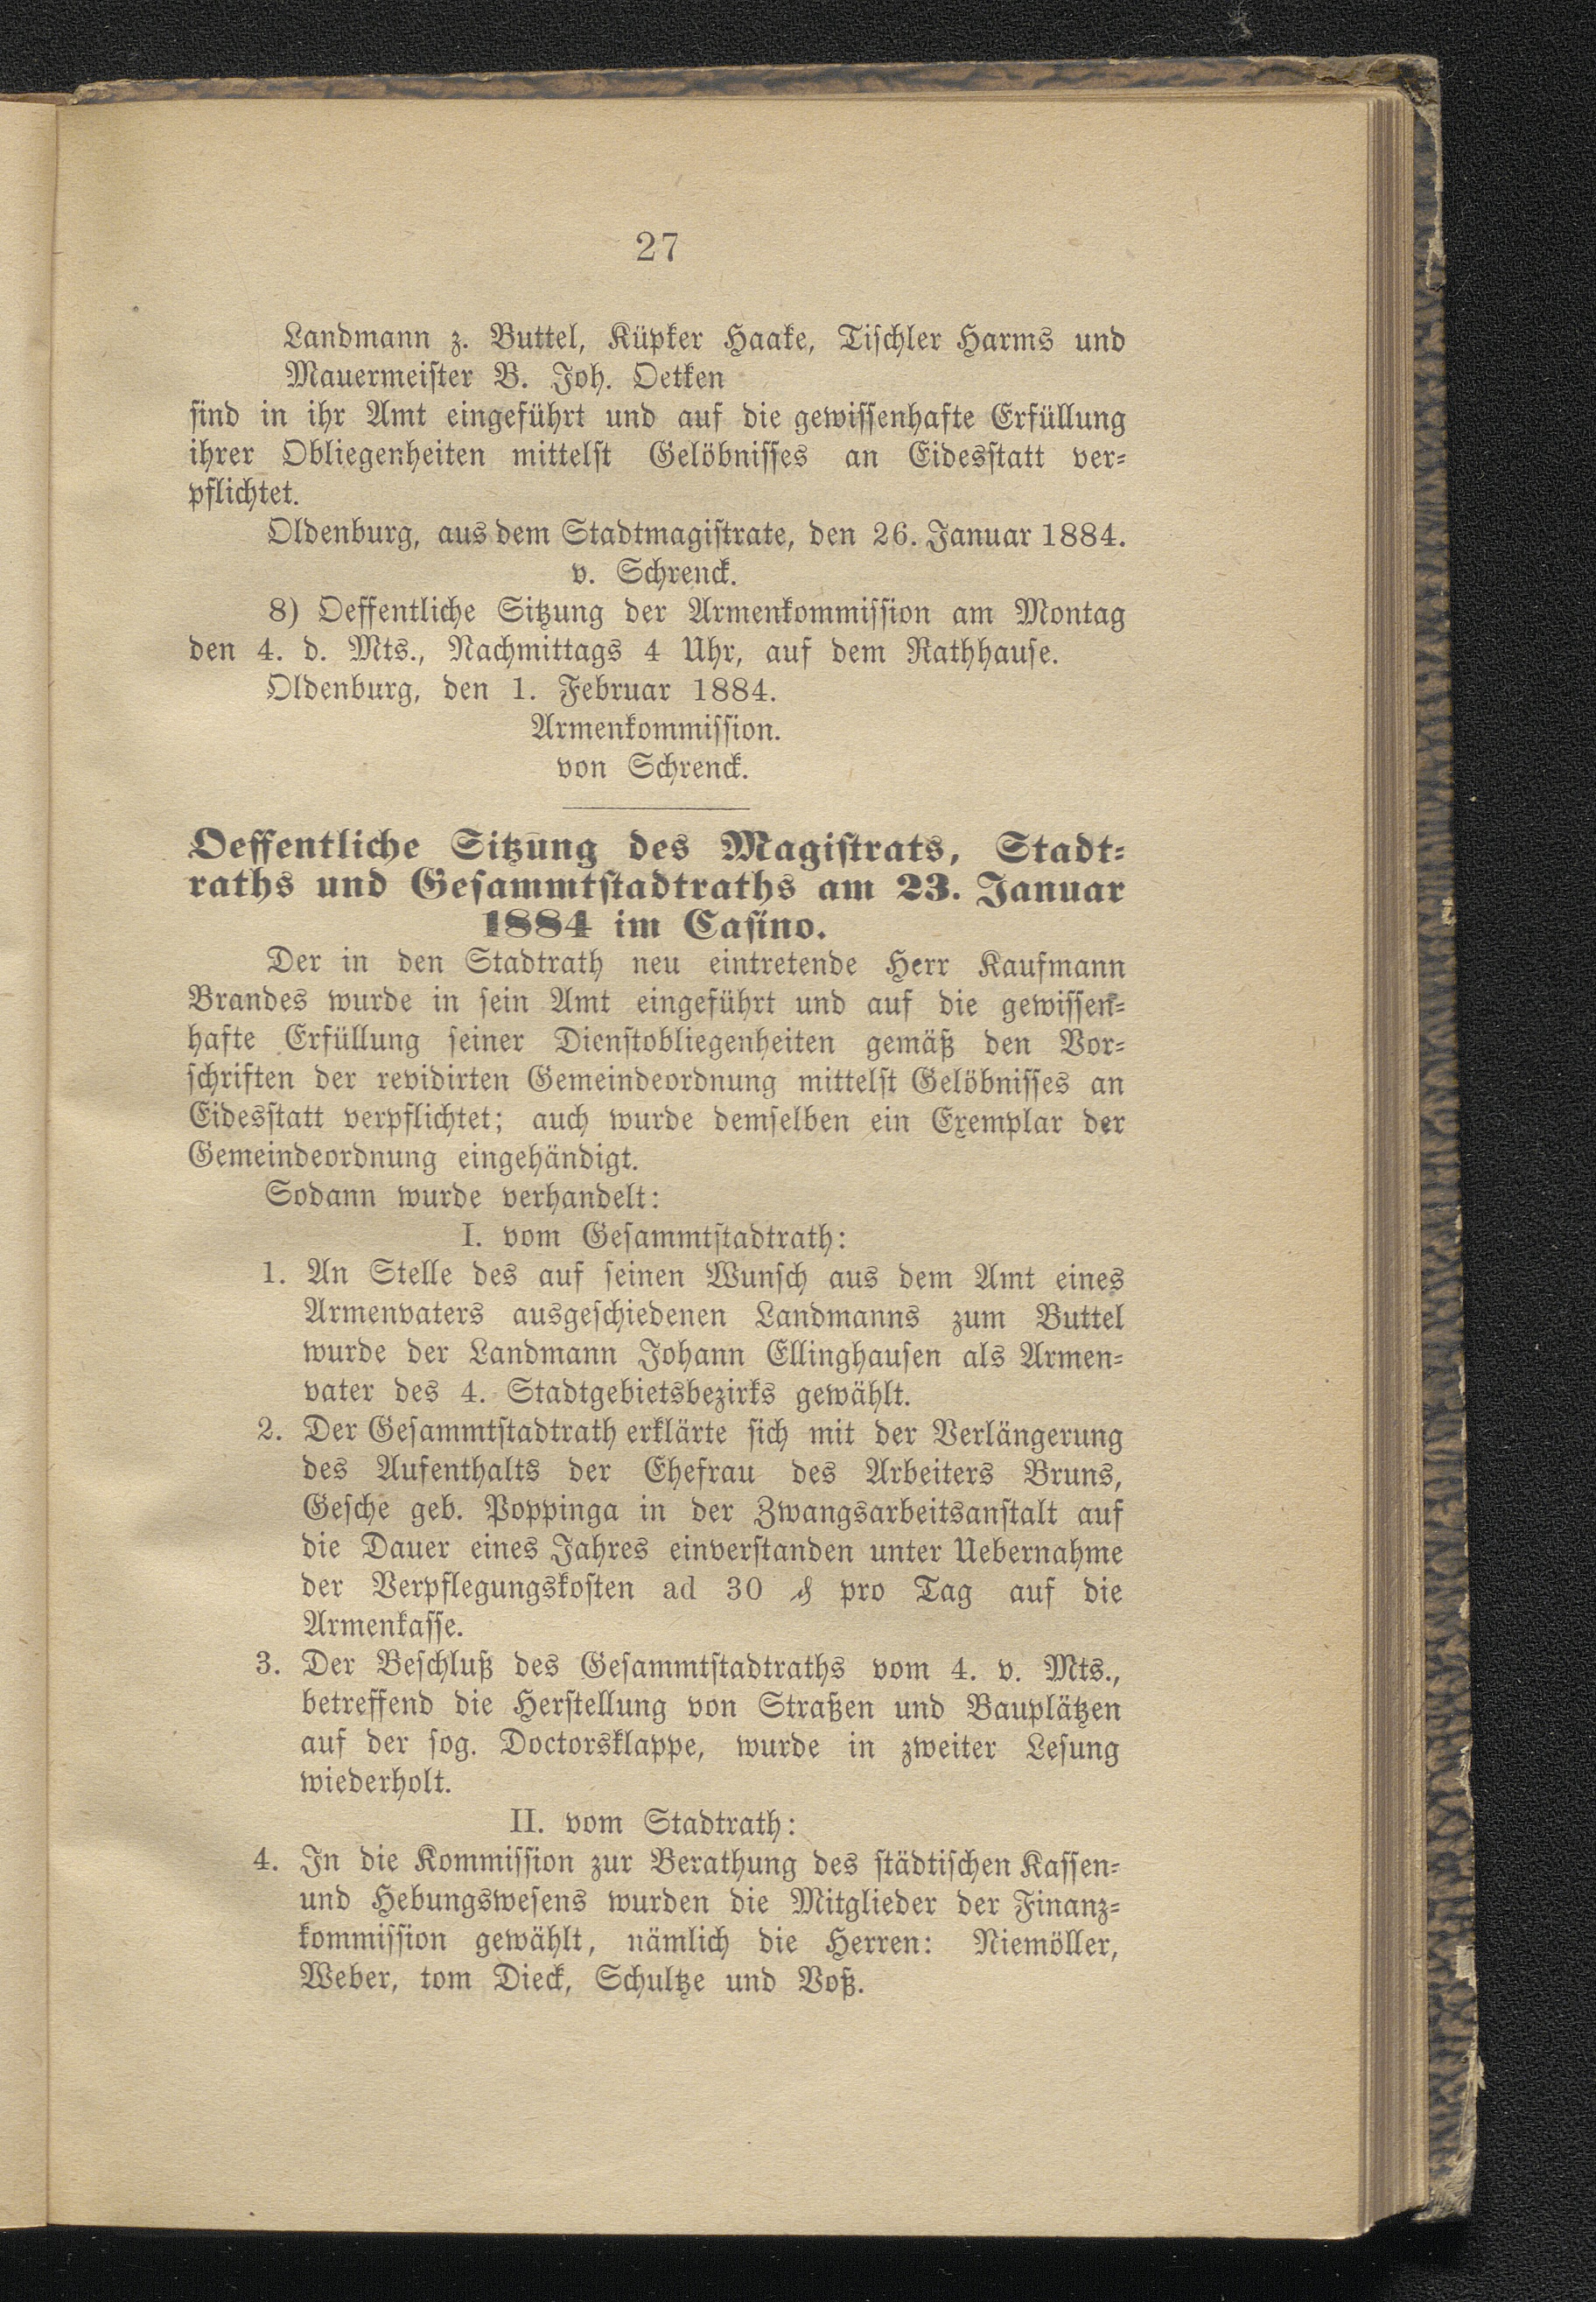 27
Landmann z. Buttel, Küpker Haake, Tischler Harms und
Mauermeister B. Joh. Oetken
sind in ihr Amt eingeführt und auf die gewissenhafte Erfüllung
ihrer Obliegenheiten mittelst Gelöbnisses an Eidesstatt ver-
pflichtet.
Oldenburg, aus dem Stadtmagistrate, den 26. Januar 1884.
v. Schrenck.
8) Oeffentliche Sitzung der Armenkommission am Montag
den 4. d. Mts., Nachmittags 4 Uhr, auf dem Rathhause.
Oldenburg, den 1. Februar 1884.
Armenkommission.
von Schrenck.
Oeffentliche Sitzung des Magistrats, Stadt-
raths und Gesammtstadtraths am 23. Januar
1884 im Casino.
Der in den Stadtrath neu eintretende Herr Kaufmann
Brandes wurde in sein Amt eingeführt und auf die gewissen-
hafte Erfüllung seiner Dienstobliegenheiten gemäß den Vor-
schriften der revidirten Gemeindeordnung mittelst Gelöbnisses an
Eidesstatt verpflichtet; auch wurde demselben ein Exemplar der
Gemeindeordnung eingehändigt.
Sodann wurde verhandelt:
I. vom Gesammtstadtrath:
1. An Stelle des auf seinen Wunsch aus dem Amt eines
Armenvaters ausgeschiedenen Landmanns zum Buttel
wurde der Landmann Johann Ellinghausen als Armen-
vater des 4. Stadtgebietsbezirks gewählt.
2. Der Gesammtstadtrath erklärte sich mit der Verlängerung
des Aufenthalts der Ehefrau des Arbeiters Bruns,
Gesche geb. Poppinga in der Zwangsarbeitsanstalt auf
die Dauer eines Jahres einverstanden unter Uebernahme
der Verpflegungskosten ad 30 ₰ pro Tag auf die
Armenkasse.
3. Der Beschluß des Gesammtstadtraths vom 4. v. Mts.,
betreffend die Herstellung von Straßen und Bauplätzen
auf der sog. Doctorsklappe, wurde in zweiter Lesung
wiederholt.
II. vom Stadtrath:
4. In die Kommission zur Berathung des städtischen Kassen-
und Hebungswesens wurden die Mitglieder der Finanz-
kommission gewählt, nämlich die Herren: Niemöller,
Weber, tom Dieck, Schultze und Voß.